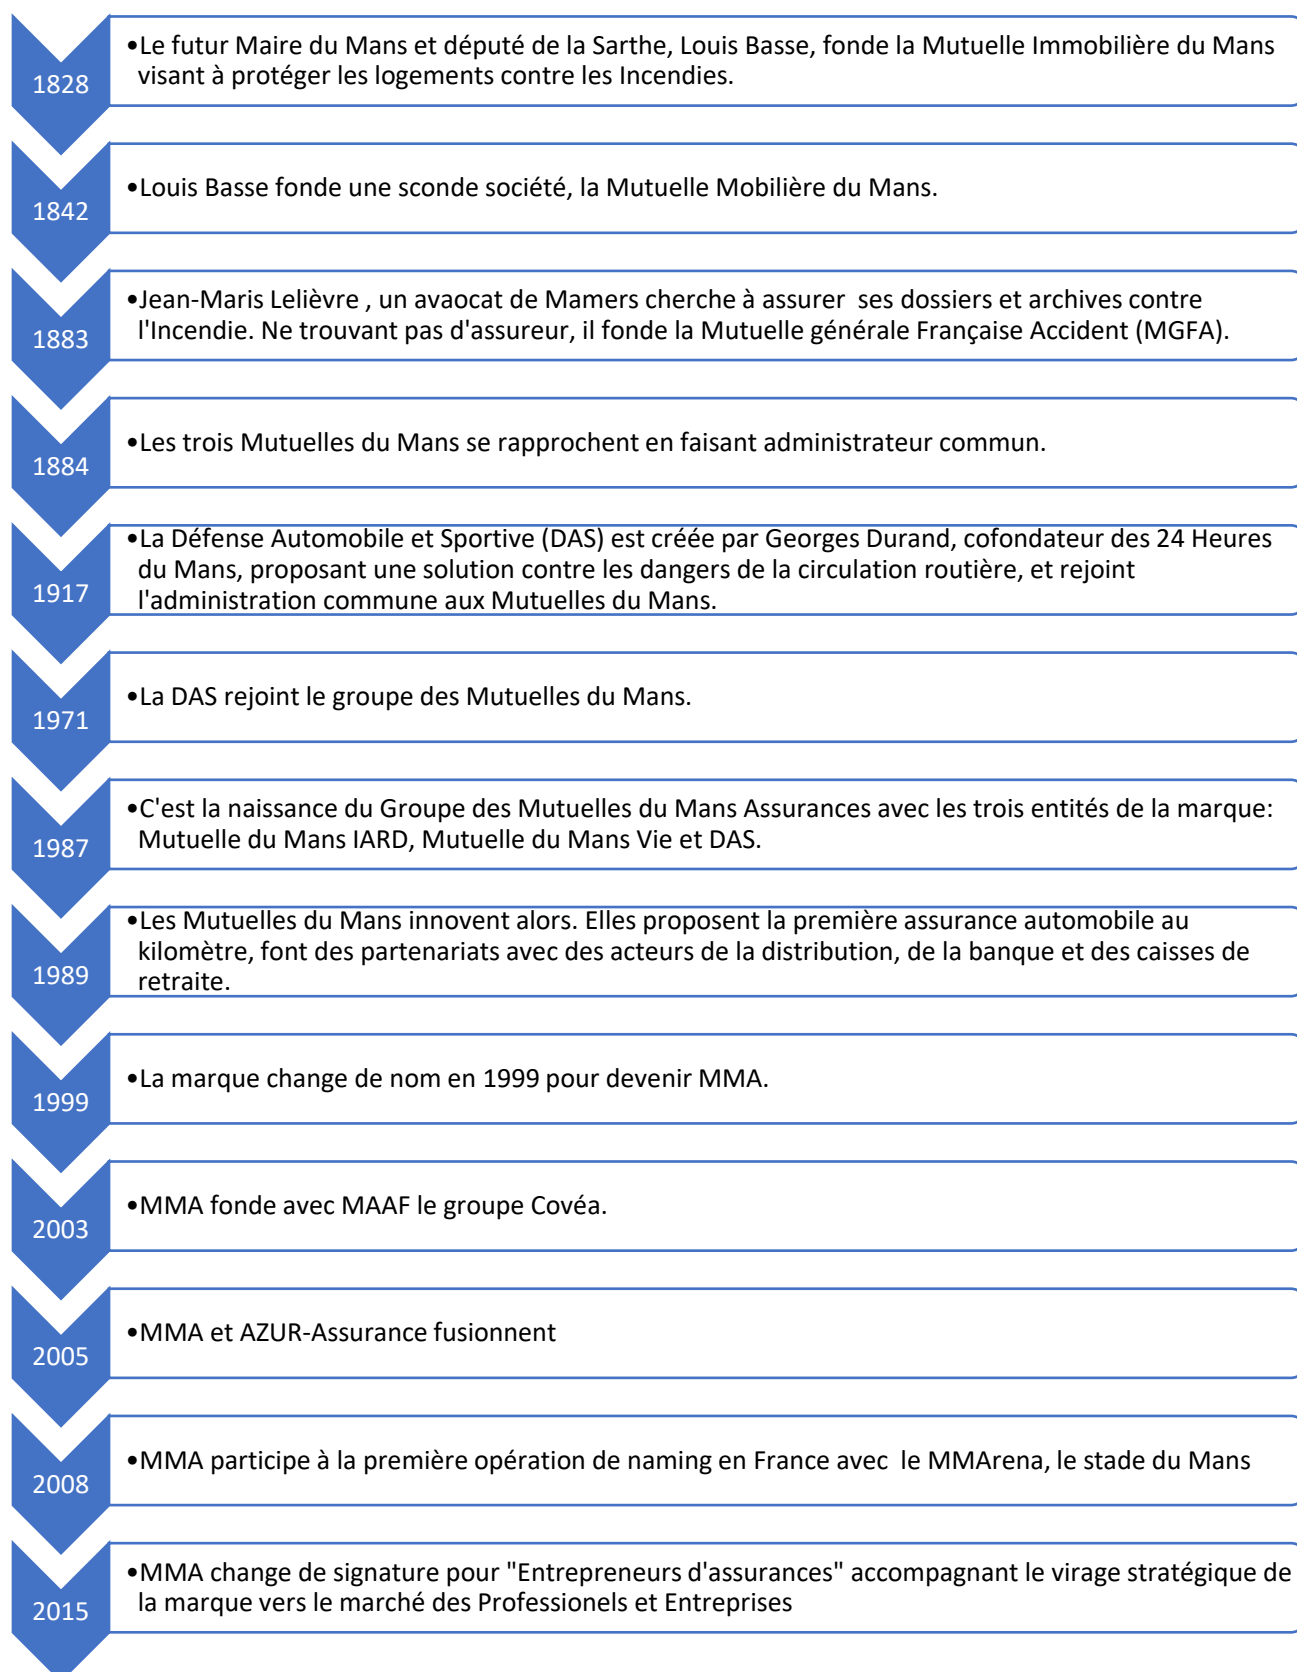 1828
•Le futur Maire du Mans et député de la Sarthe, Louis Basse, fonde la Mutuelle Immobilière du Mans
visant à protéger les logements contre les Incendies.
1842
•Louis Basse fonde une sconde société, la Mutuelle Mobilière du Mans.
1883
•Jean-Maris Lelièvre , un avaocat de Mamers cherche à assurer ses dossiers et archives contre
l'Incendie. Ne trouvant pas d'assureur, il fonde la Mutuelle générale Française Accident (MGFA).
1884
•Les trois Mutuelles du Mans se rapprochent en faisant administrateur commun.
1917
•La Défense Automobile et Sportive (DAS) est créée par Georges Durand, cofondateur des 24 Heures
du Mans, proposant une solution contre les dangers de la circulation routière, et rejoint
l'administration commune aux Mutuelles du Mans.
1971
•La DAS rejoint le groupe des Mutuelles du Mans.
1987
•C'est la naissance du Groupe des Mutuelles du Mans Assurances avec les trois entités de la marque:
Mutuelle du Mans IARD, Mutuelle du Mans Vie et DAS.
1989
•Les Mutuelles du Mans innovent alors. Elles proposent la première assurance automobile au
kilomètre, font des partenariats avec des acteurs de la distribution, de la banque et des caisses de
retraite.
1999
•La marque change de nom en 1999 pour devenir MMA.
2003
•MMA fonde avec MAAF le groupe Covéa.
2005
•MMA et AZUR-Assurance fusionnent
2008
•MMA participe à la première opération de naming en France avec le MMArena, le stade du Mans
2015
•MMA change de signature pour "Entrepreneurs d'assurances" accompagnant le virage stratégique de
la marque vers le marché des Professionels et Entreprises